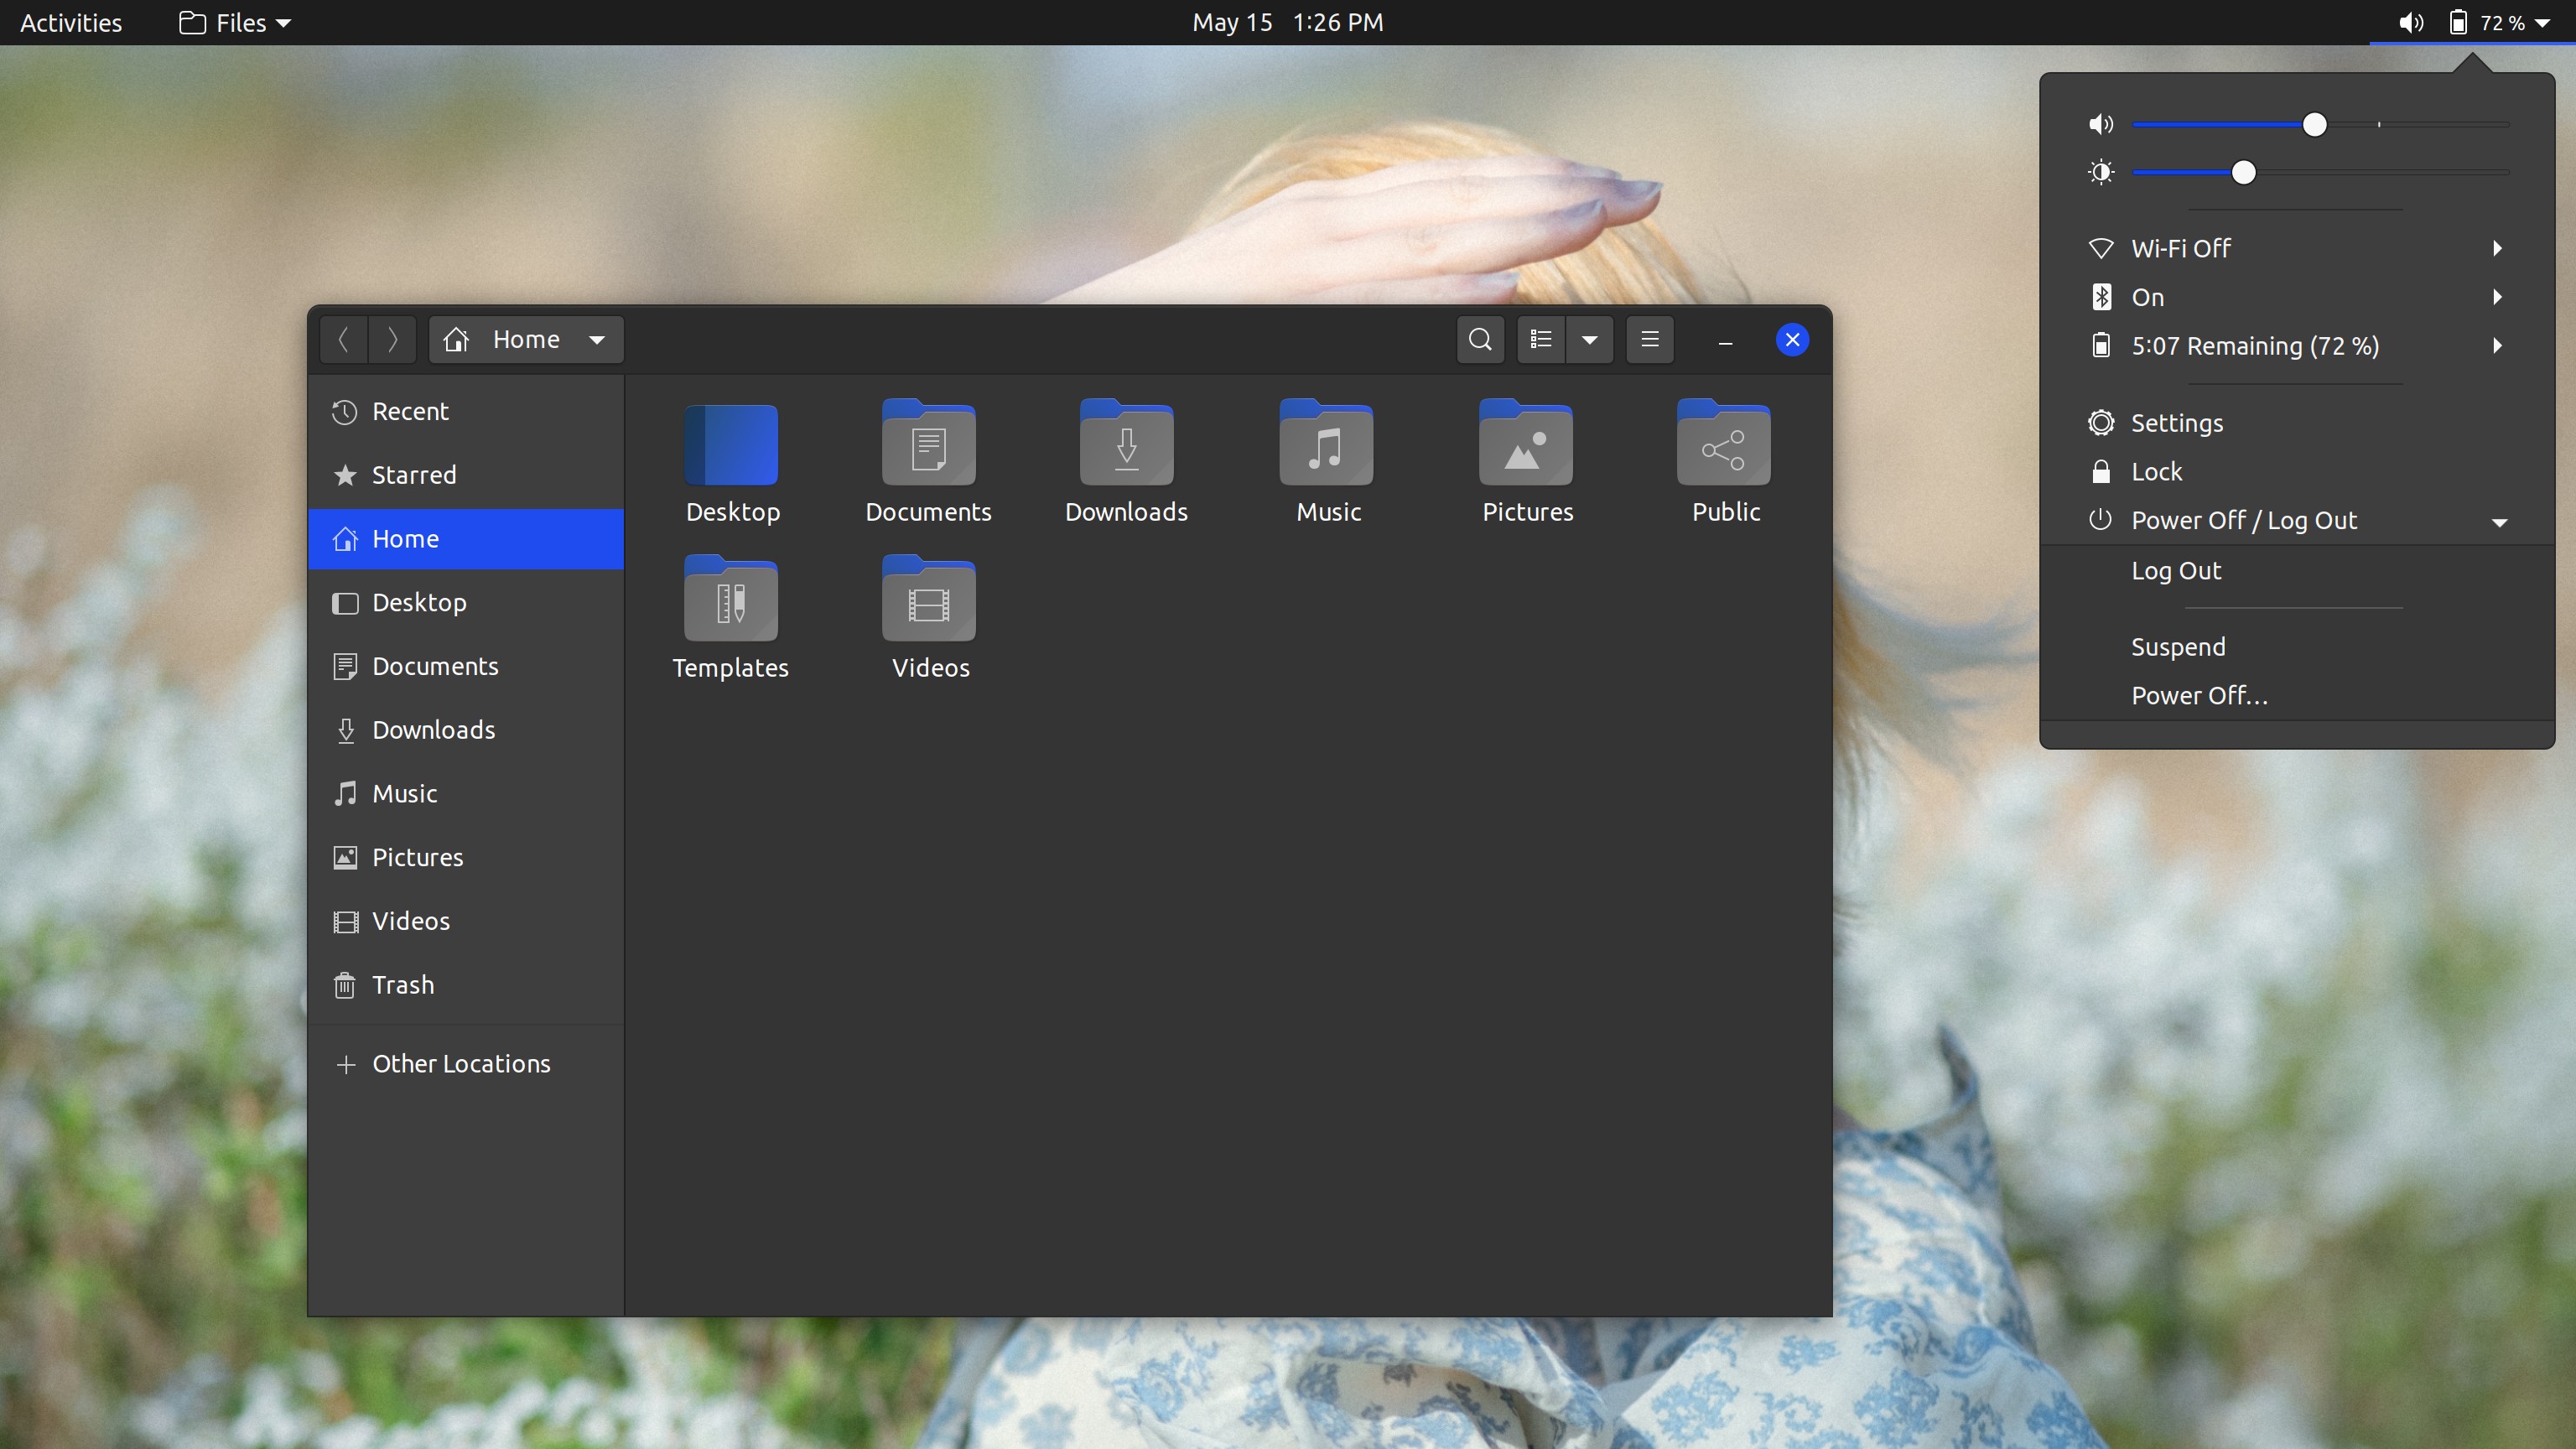 Activities Files May 15 1:26 PM 72 %
Home
Recent
Starred
Home
Desktop
Documents
Downloads
Music
Pictures
Videos
Trash
Other Locations
Desktop Documents Downloads Music Pictures Public
Templates Videos
Wi-Fi Off
On
5:07 Remaining (72 %)
Settings
Lock
Power Off / Log Out
Log Out
Suspend
Power Off...